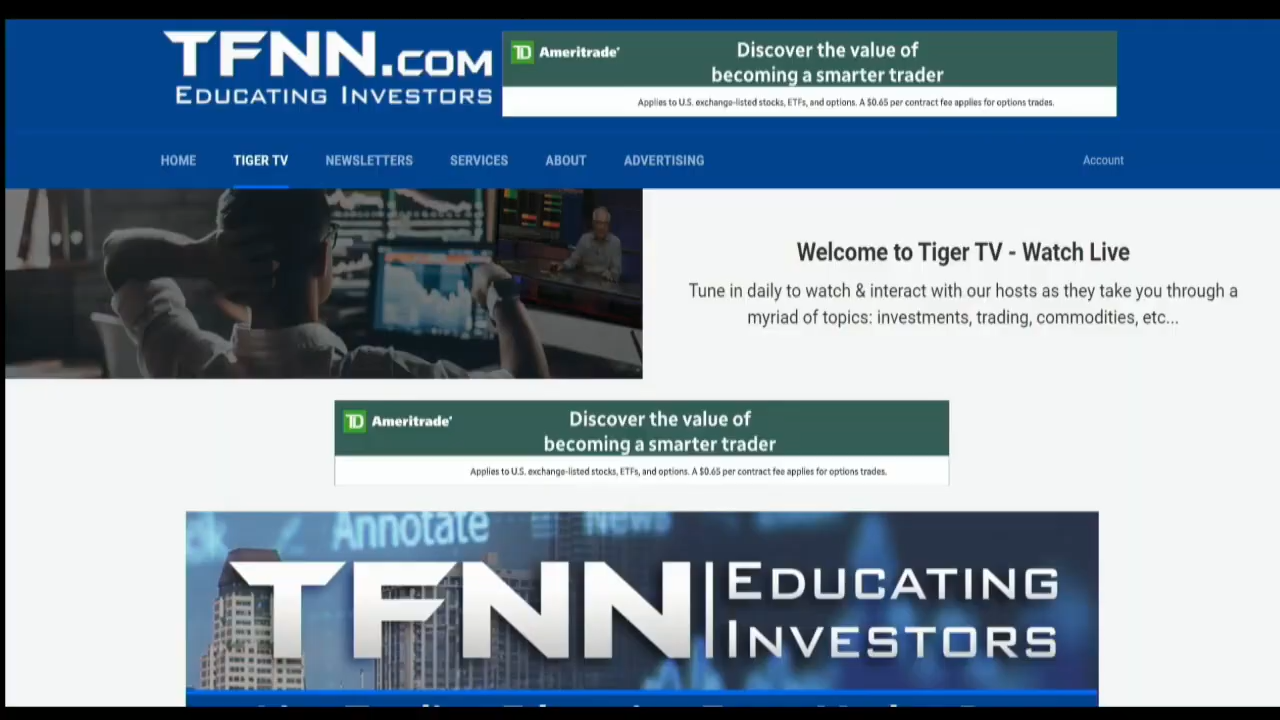 TFNN.COM
EDUCATING INVESTORS
TD Ameritrade
Discover the value of
becoming a smarter trader
Applies to U.S. exchange-listed stocks, ETFs, and options. A $0.65 per contract fee applies for options trades.
HOME TIGER TV NEWSLETTERS SERVICES ABOUT ADVERTISING Account
Welcome to Tiger TV - Watch Live
Tune in daily to watch & interact with our hosts as they take you through a
myriad of topics: investments, trading, commodities, etc...
TD Ameritrade
Discover the value of
becoming a smarter trader
Applies to U.S. exchange-listed stocks, ETFs, and options. A $0.65 per contract fee applies for options trades.
Annotate News
TFNN EDUCATING
INVESTORS